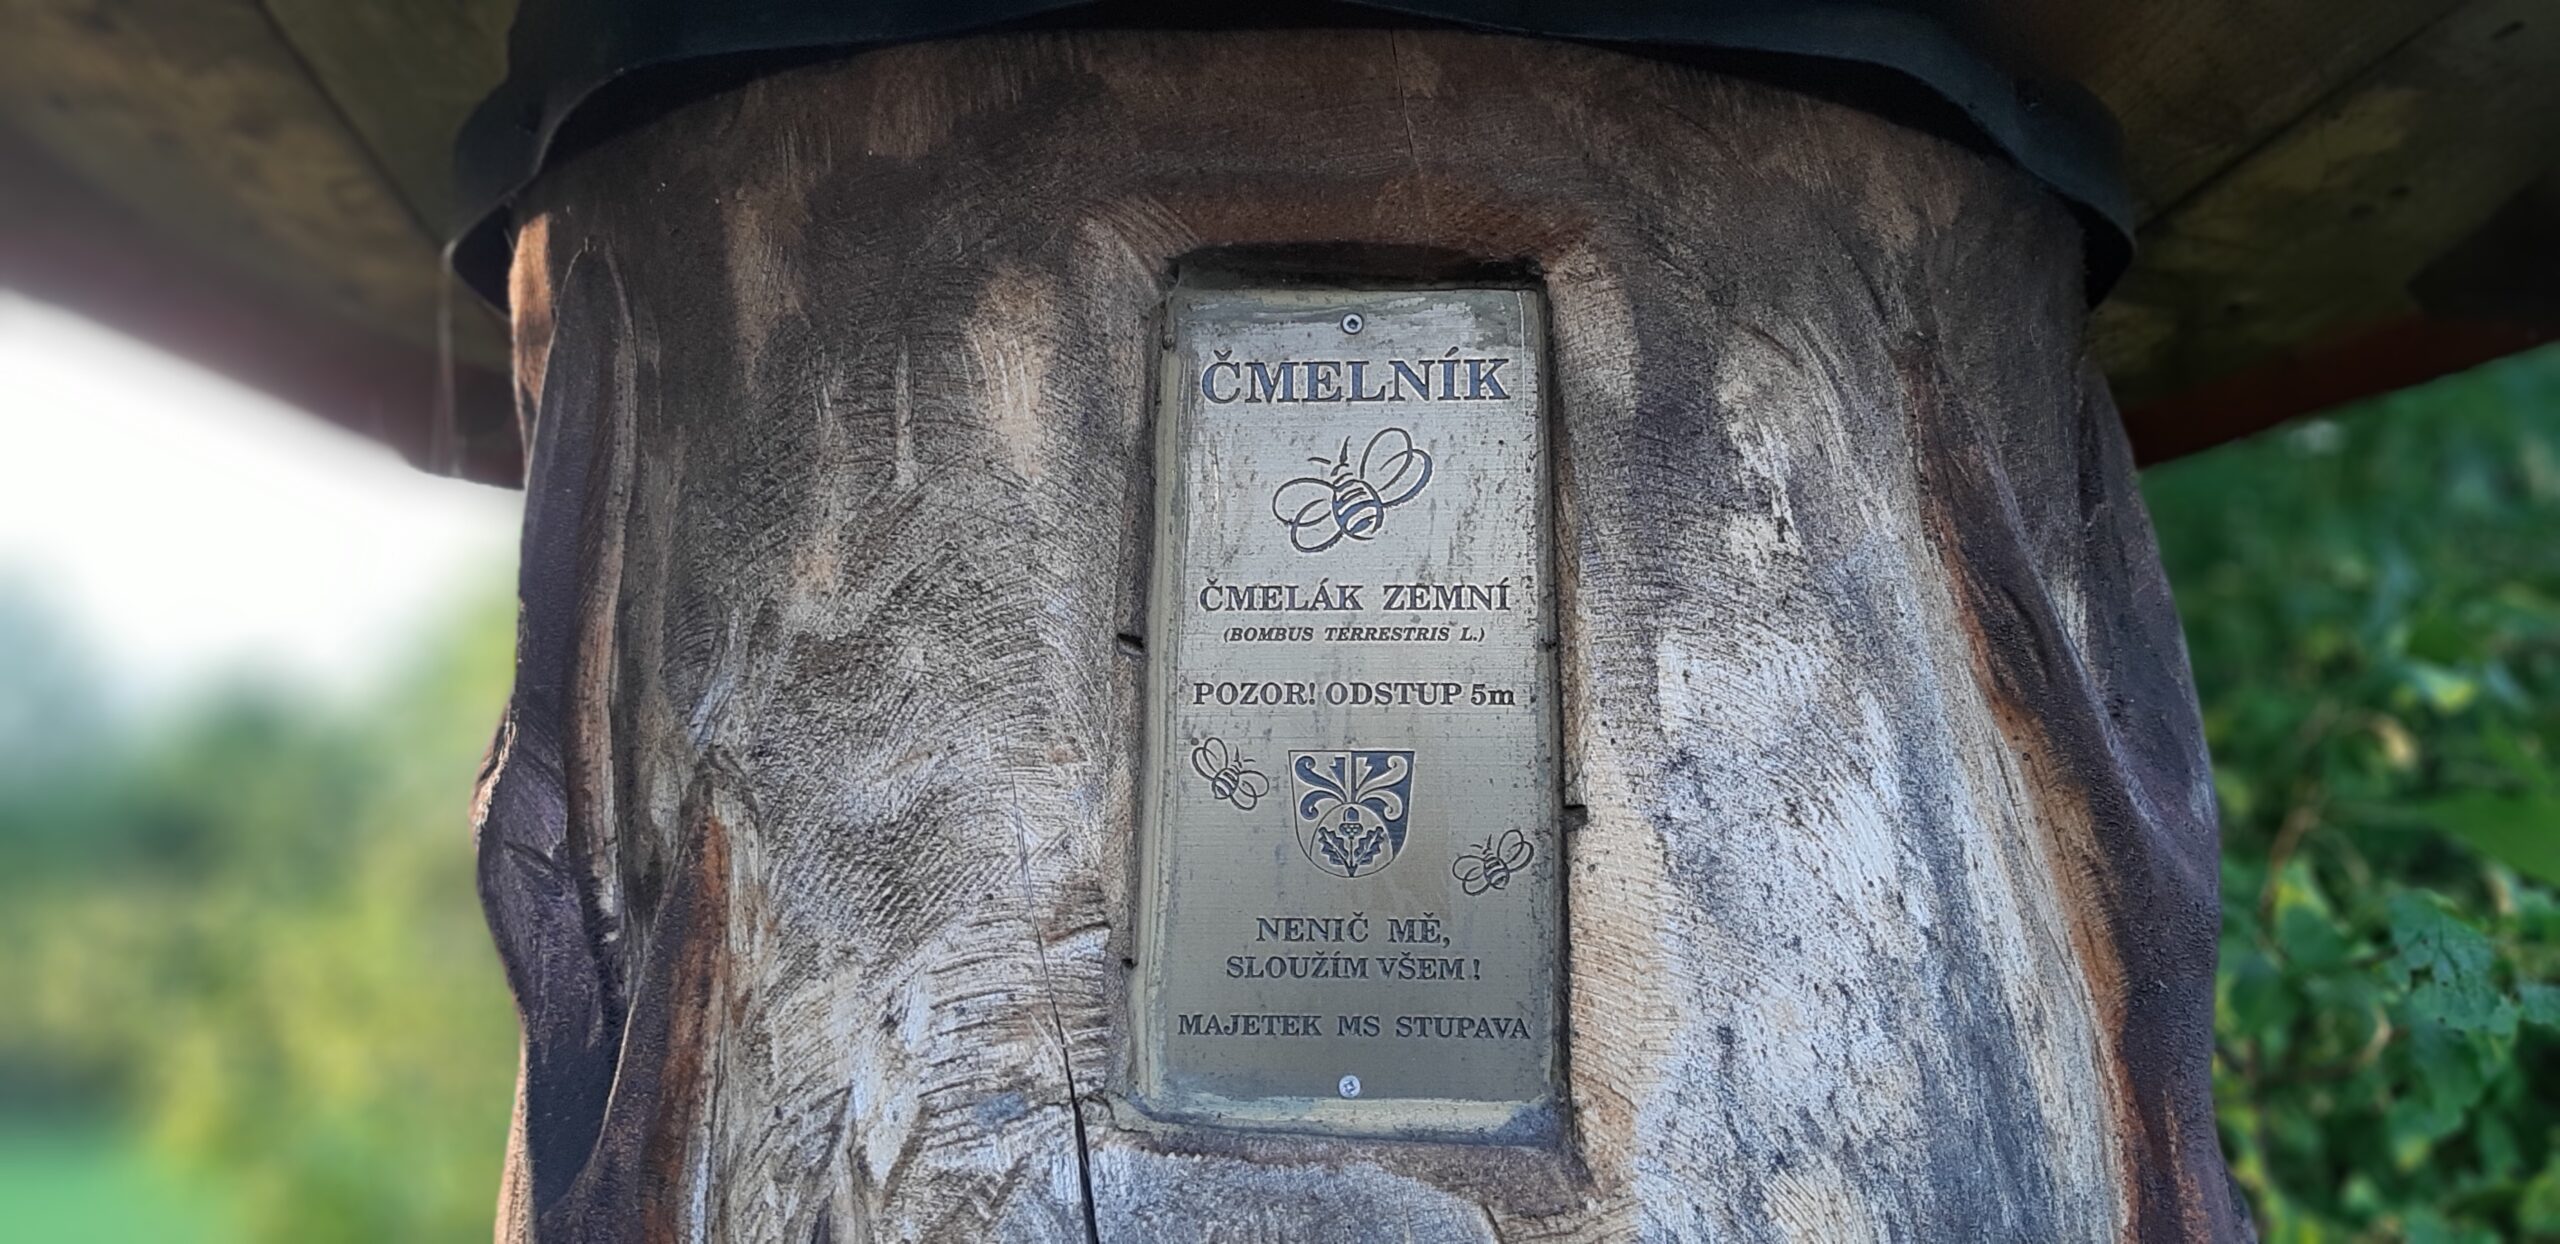 ČMELNÍK
ČMELÁK ZEMNÍ
(BOMBUS TERRESTRIS L.)
POZOR! ODSTUP 5m
NENIČ MĚ,
SLOUŽÍM VŠEM!
MAJETEK MS STUPAVA